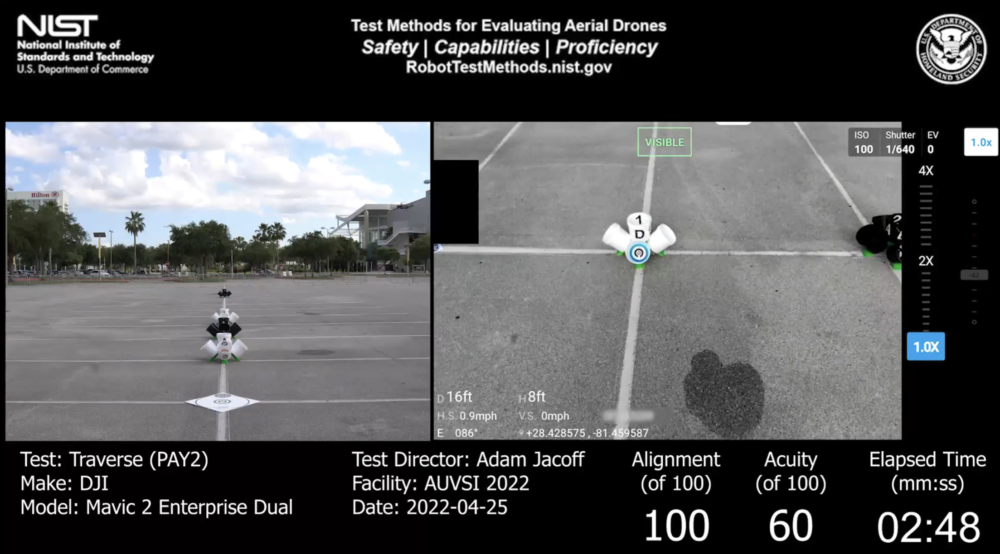 NIST
National Institute of
Standards and Technology
U.S. Department of Commerce
Test Methods for Evaluating Aerial Drones
Safety | Capabilities | Proficiency
RobotTestMethods.nist.gov
U.S. DEPARTMENT OF
HOMELAND SECURITY
Hilton
A
A
VISIBLE
ISO Shutter EV
100 1/640 0
1.0x
4X
2X
-42
1.0X
1
D
2
D 16ft H 8ft
H.S. 0.9mph V.S. 0mph
E 086° +28.428575 , -81.459587
Test: Traverse (PAY2)
Make: DJI
Model: Mavic 2 Enterprise Dual
Test Director: Adam Jacoff
Facility: AUVSI 2022
Date: 2022-04-25
Alignment
(of 100)
100
Acuity
(of 100)
60
Elapsed Time
(mm:ss)
02:48